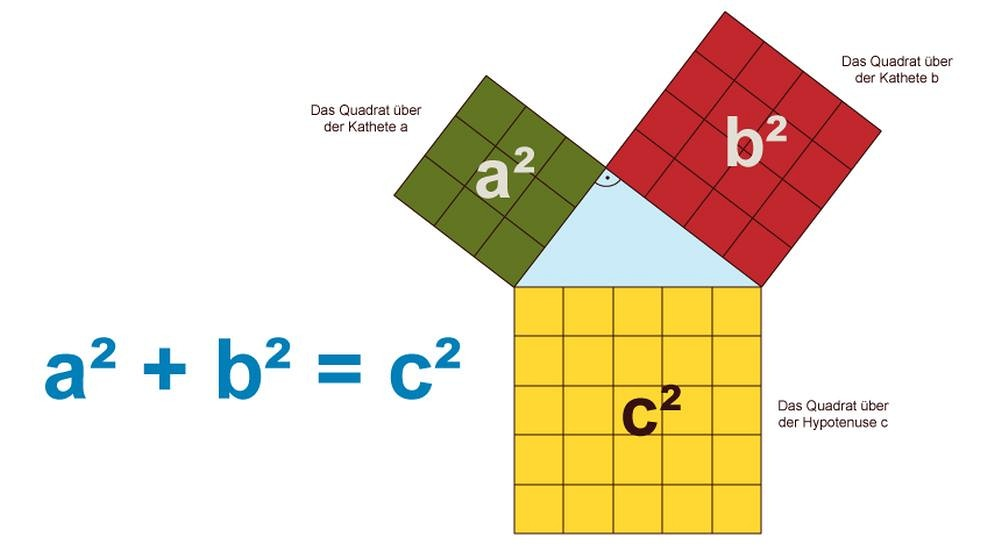 Das Quadrat über
der Kathete b
Das Quadrat über
der Kathete a
b²
a²
a² + b² = c²
c²
Das Quadrat über
der Hypotenuse c